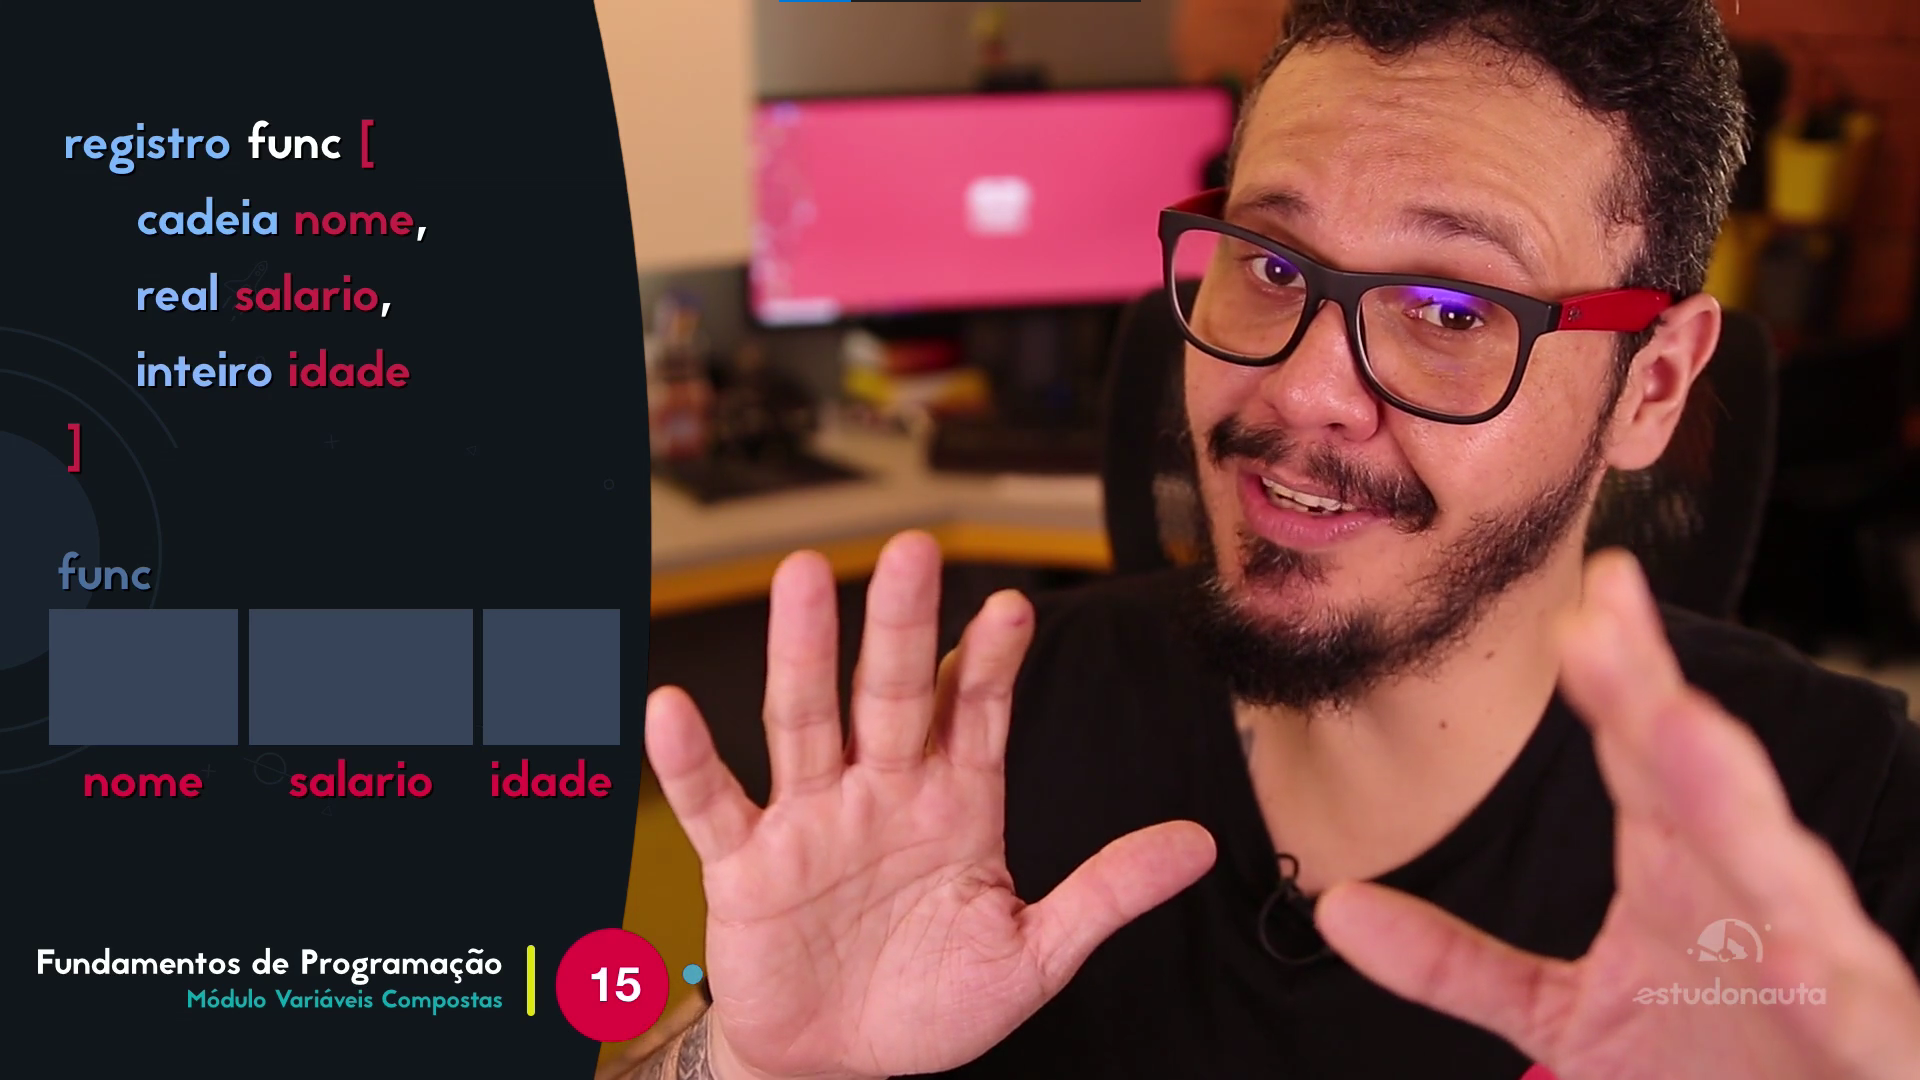 registro func [
cadeia nome,
real salario,
inteiro idade
]
func
nome salario idade
Fundamentos de Programação
Módulo Variáveis Compostas
15
estudonauta